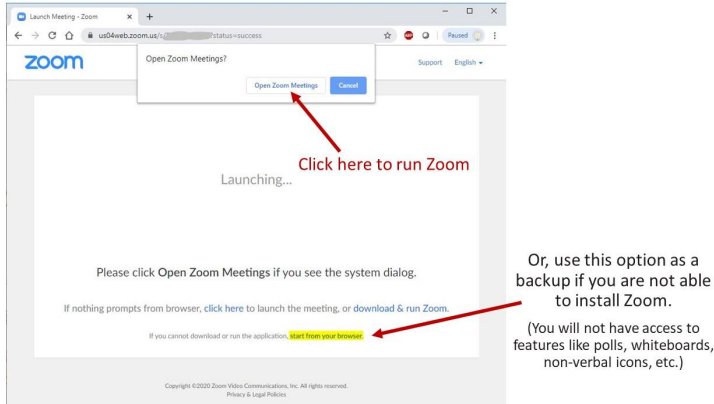 Launch Meeting - Zoom
us04web.zoom.us/s/ ?status=success
ABP
Paused
zoom
Support English
Open Zoom Meetings?
Open Zoom Meetings Cancel
Click here to run Zoom
Launching...
Please click Open Zoom Meetings if you see the system dialog.
If nothing prompts from browser, click here to launch the meeting, or download & run Zoom.
If you cannot download or run the application, start from your browser.
Or, use this option as a
backup if you are not able
to install Zoom.
(You will not have access to
features like polls, whiteboards,
non-verbal icons, etc.)
Copyright ©2020 Zoom Video Communications, Inc. All rights reserved.
Privacy & Legal Policies